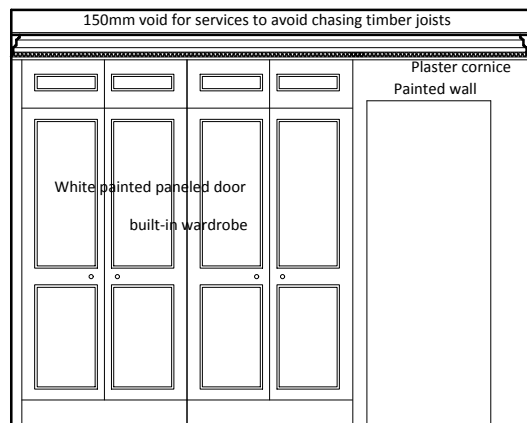 150mm void for services to avoid chasing timber joists
Plaster cornice
Painted wall
White painted paneled door
built-in wardrobe